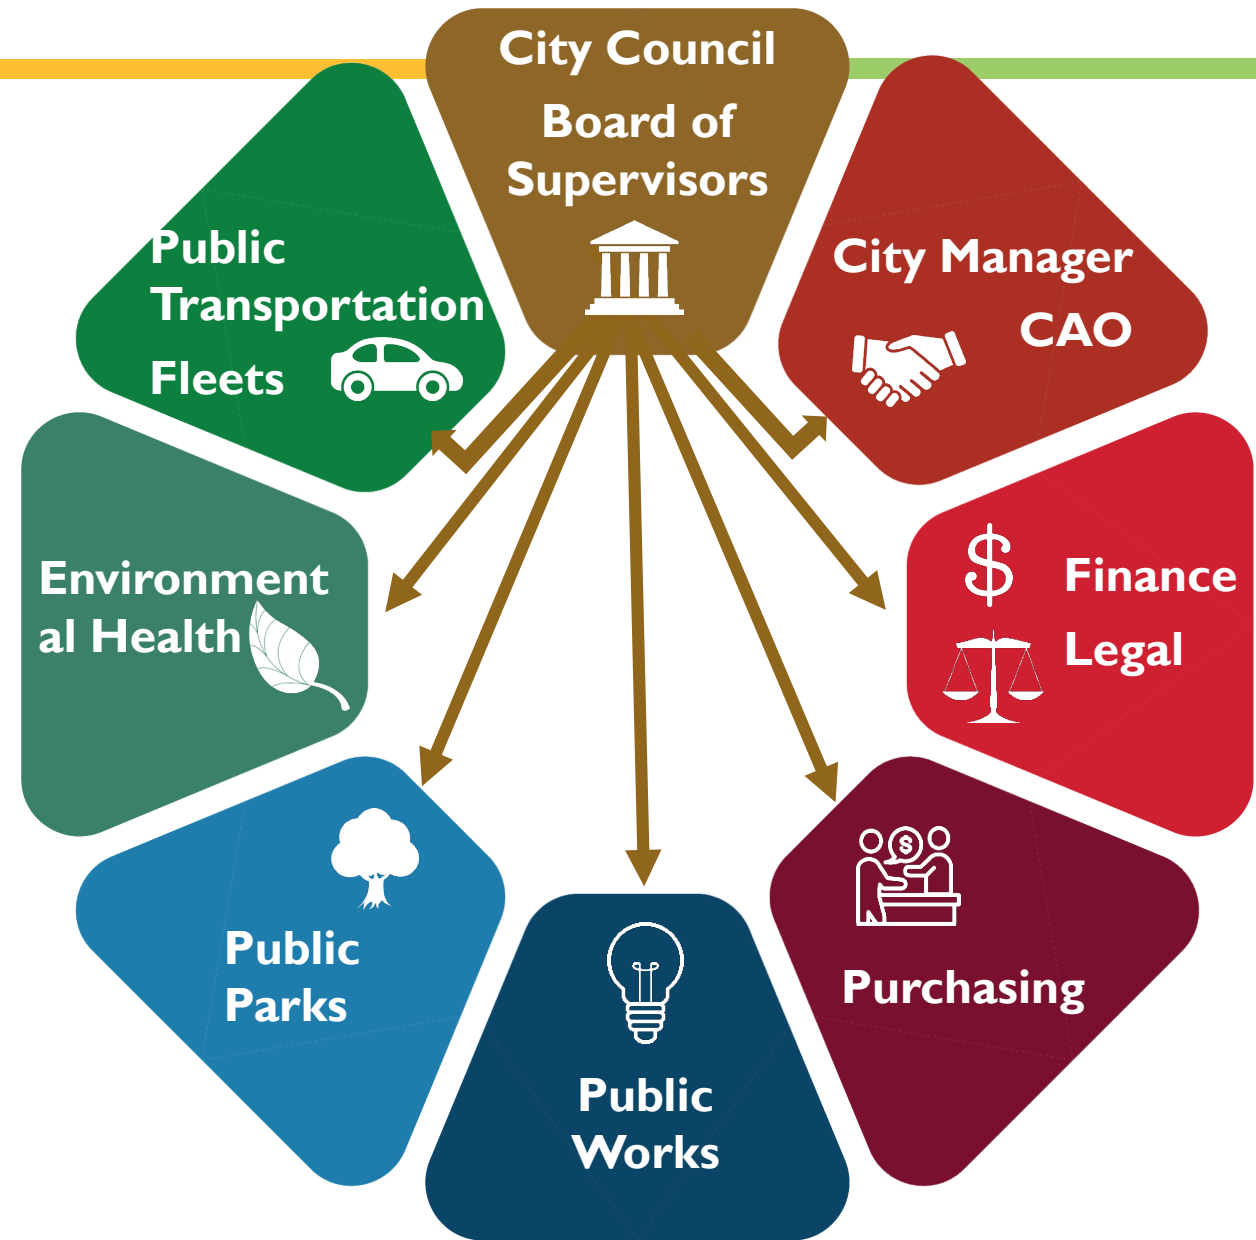 City Council
Board of
Supervisors
Public
Transportation
Fleets
City Manager
CAO
Environment
al Health
$
Finance
Legal
Public
Parks
$
Purchasing
Public
Works